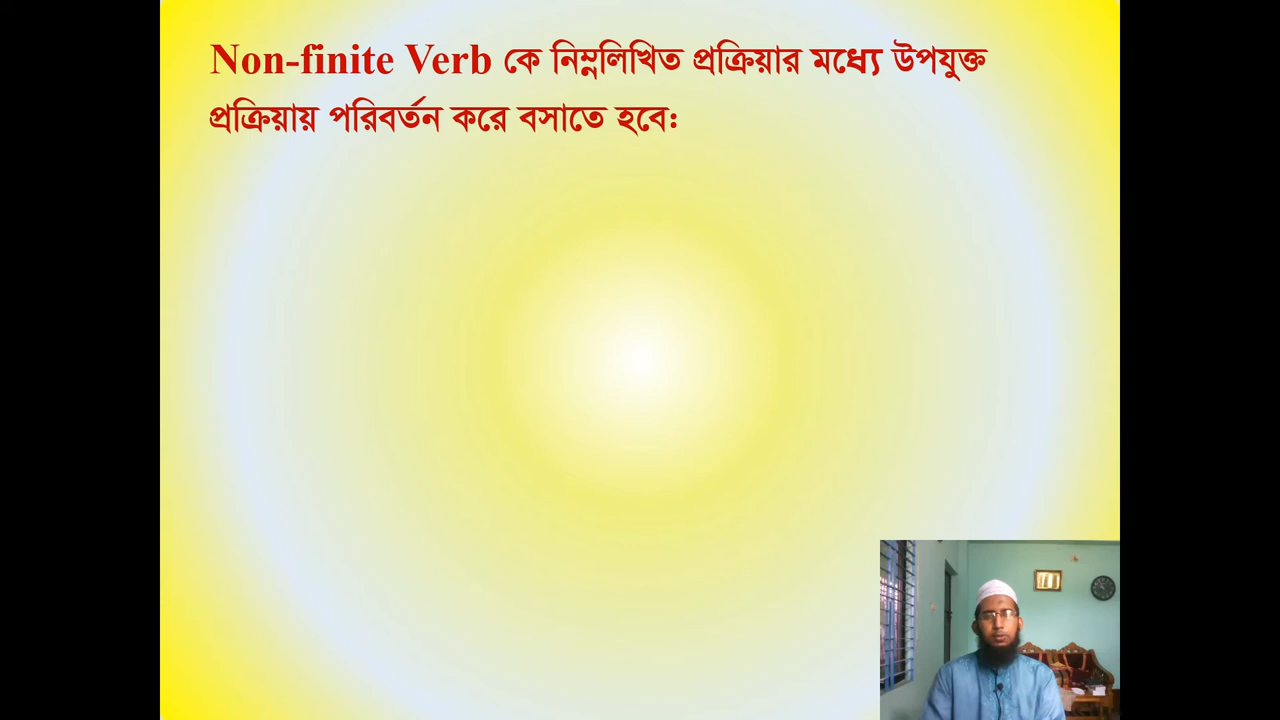 Non-finite Verb কে নিম্নলিখিত প্রক্রিয়ার মধ্যে উপযুক্ত
প্রক্রিয়ায় পরিবর্তন করে বসাতে হবে: